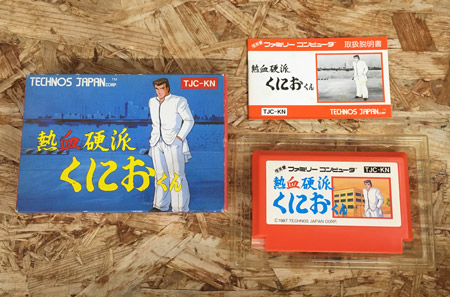 TECHNOS JAPAN CORP.™
TJC-KN
熱血硬派
くにおくん
ファミリー コンピュータ 取扱説明書
熱血硬派
くにおくん
TJC-KN
TECHNOS JAPAN CORP.
ファミリー コンピュータ TJC-KN
熱血硬派
くにおくん
©1987 TECHNOS JAPAN CORP.